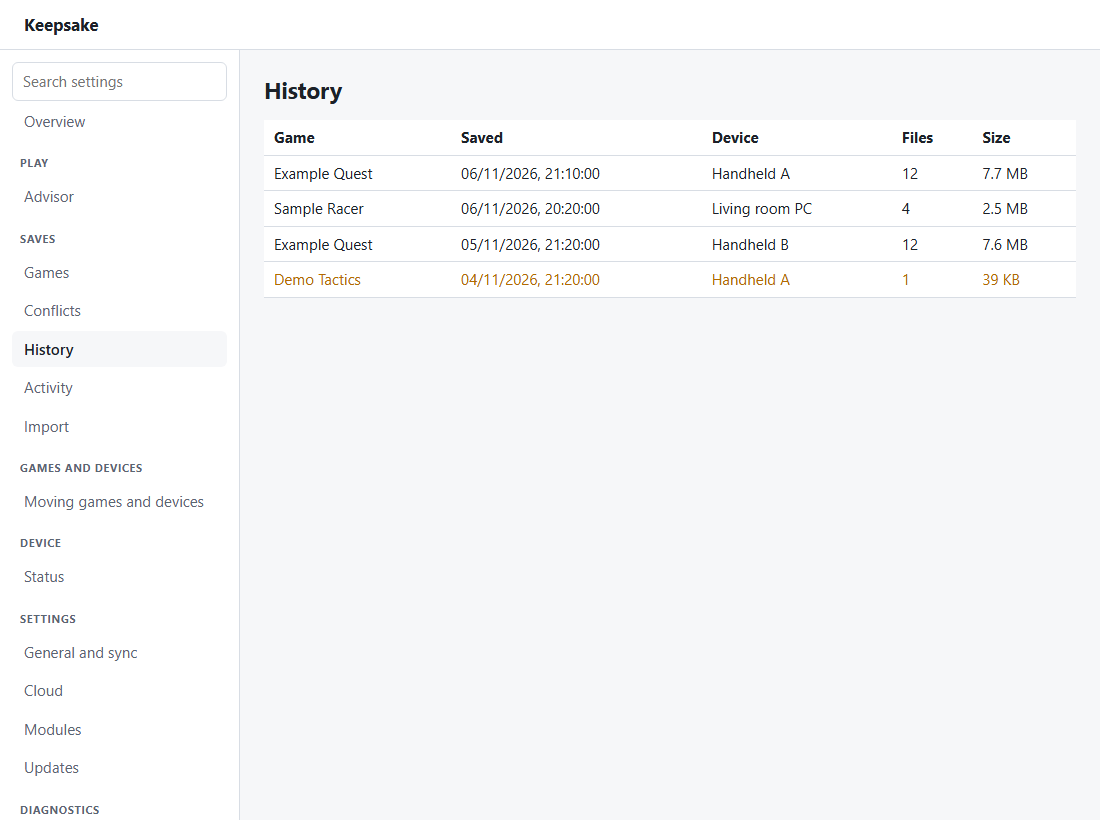 Keepsake
Search settings
Overview
PLAY
Advisor
SAVES
Games
Conflicts
History
Activity
Import
GAMES AND DEVICES
Moving games and devices
DEVICE
Status
SETTINGS
General and sync
Cloud
Modules
Updates
DIAGNOSTICS
History
Game Saved Device Files Size
Example Quest 06/11/2026, 21:10:00 Handheld A 12 7.7 MB
Sample Racer 06/11/2026, 20:20:00 Living room PC 4 2.5 MB
Example Quest 05/11/2026, 21:20:00 Handheld B 12 7.6 MB
Demo Tactics 04/11/2026, 21:20:00 Handheld A 1 39 KB